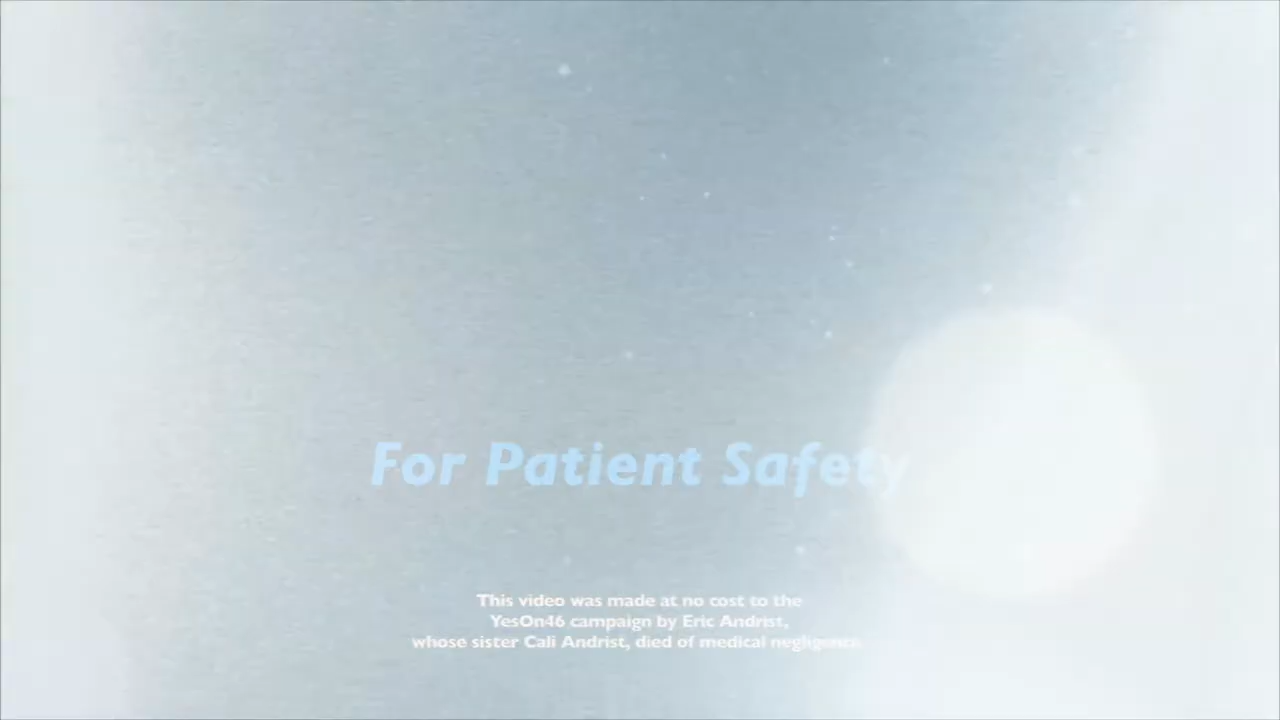 For Patient Safety
This video was made at no cost to the
YesOn46 campaign by Eric Andrist,
whose sister Cali Andrist, died of medical negligence.